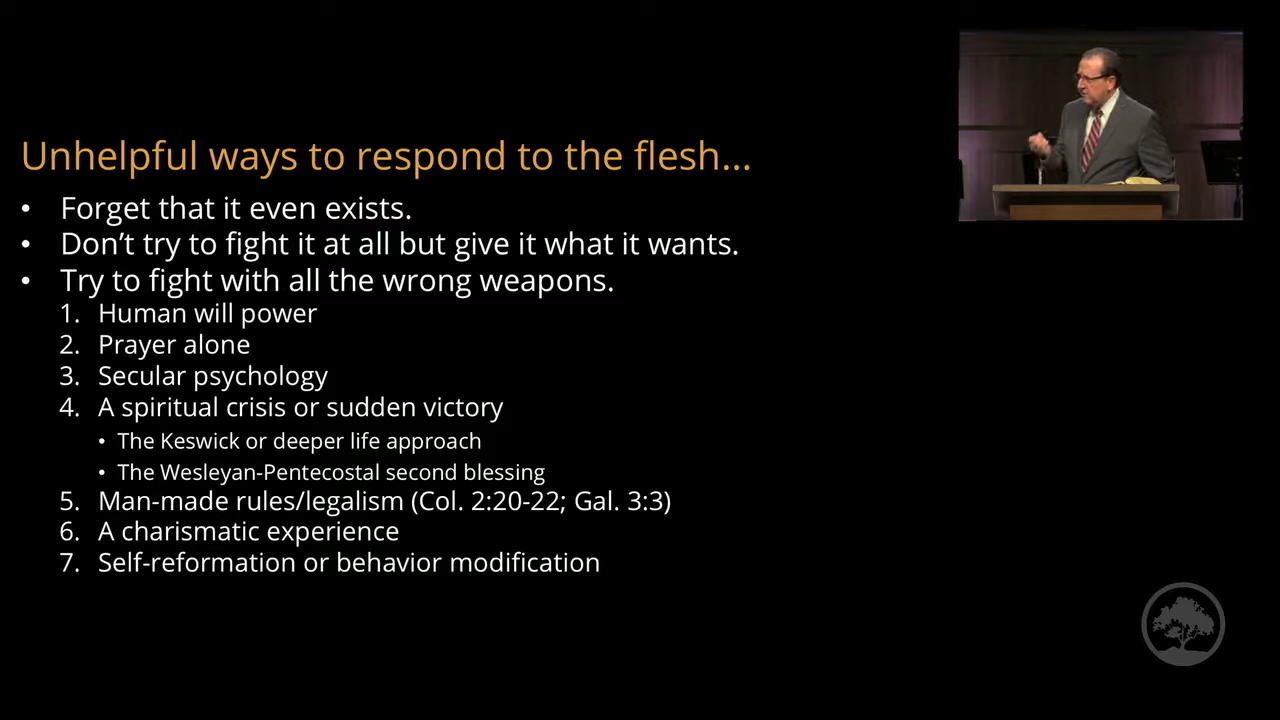 Unhelpful ways to respond to the flesh...
• Forget that it even exists.
• Don’t try to fight it at all but give it what it wants.
• Try to fight with all the wrong weapons.
1. Human will power
2. Prayer alone
3. Secular psychology
4. A spiritual crisis or sudden victory
• The Keswick or deeper life approach
• The Wesleyan-Pentecostal second blessing
5. Man-made rules/legalism (Col. 2:20-22; Gal. 3:3)
6. A charismatic experience
7. Self-reformation or behavior modification